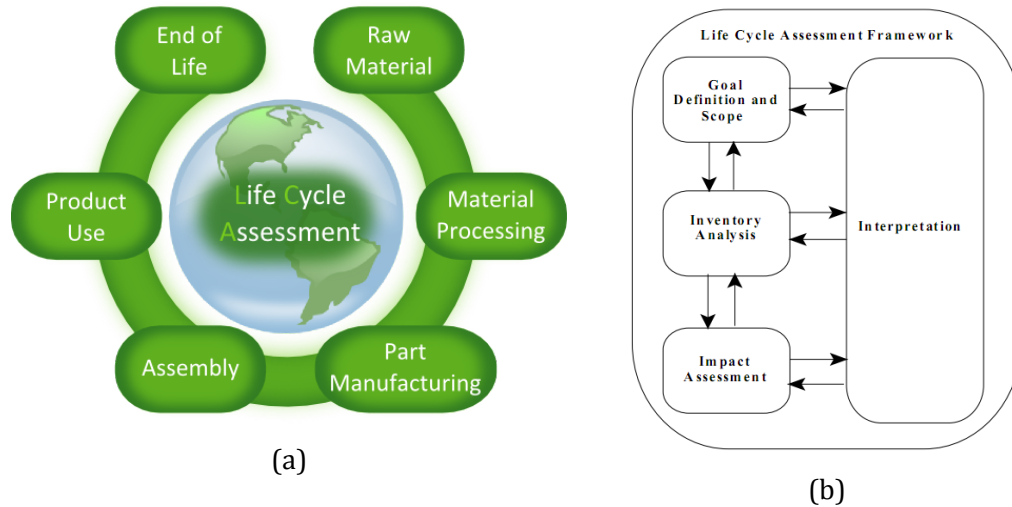 End of
Life
Raw
Material
Product
Use
Life Cycle
Assessment
Material
Processing
Assembly
Part
Manufacturing
(a)
Life Cycle Assessment Framework
Goal
Definition and
Scope
Inventory
Analysis
Interpretation
Impact
Assessment
(b)